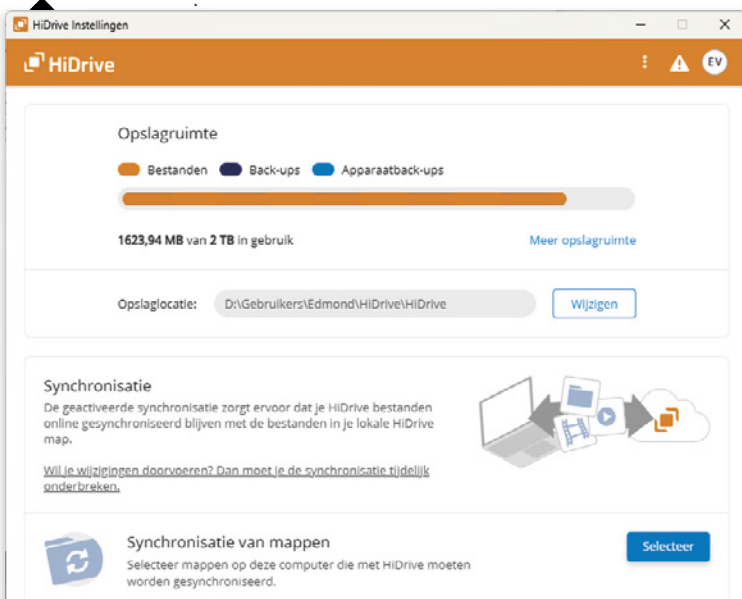 HiDrive Instellingen
HiDrive
EV
Opslagruimte
Bestanden Back-ups Apparaatback-ups
1623,94 MB van 2 TB in gebruik
Meer opslagruimte
Opslaglocatie: D:\Gebruikers\Edmond\HiDrive\HiDrive Wijzigen
Synchronisatie
De geactiveerde synchronisatie zorgt ervoor dat je HiDrive bestanden
online gesynchroniseerd blijven met de bestanden in je lokale HiDrive
map.
Wil je wijzigingen doorvoeren? Dan moet je de synchronisatie tijdelijk
onderbreken.
Synchronisatie van mappen
Selecteer
Selecteer mappen op deze computer die met HiDrive moeten
worden gesynchroniseerd.